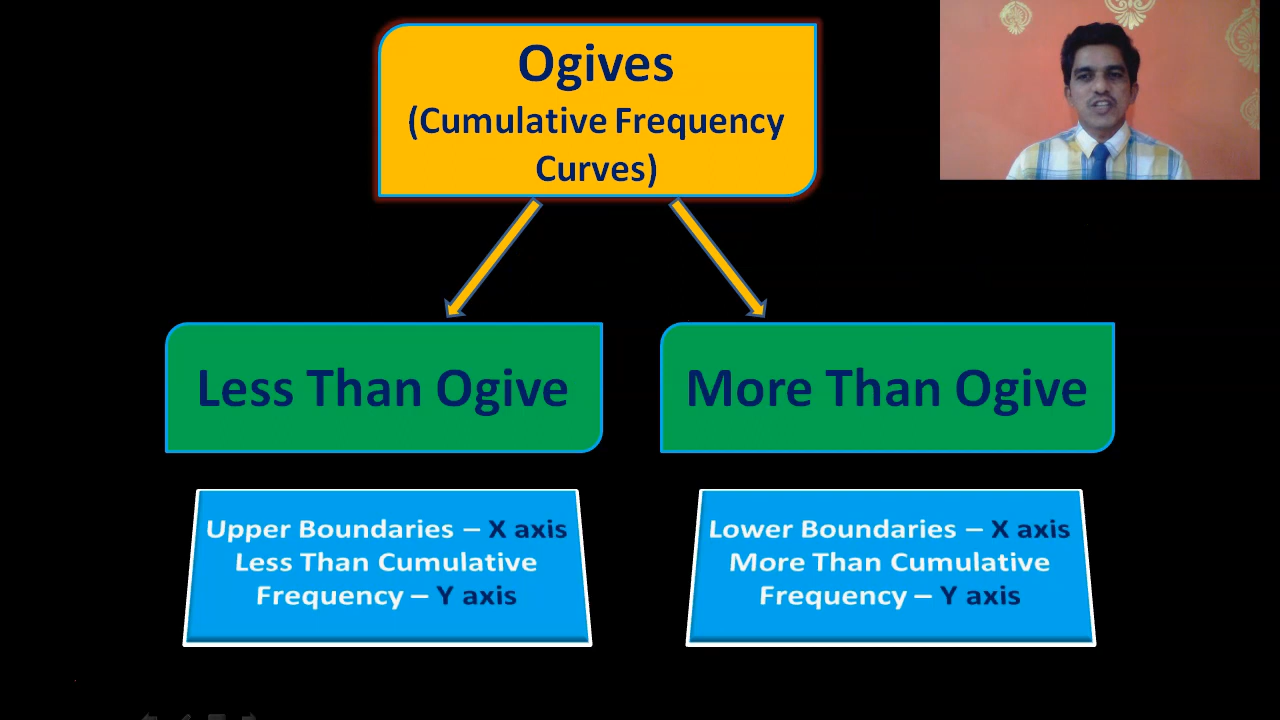 Ogives
(Cumulative Frequency
Curves)
Less Than Ogive
More Than Ogive
Upper Boundaries – X axis
Less Than Cumulative
Frequency – Y axis
Lower Boundaries – X axis
More Than Cumulative
Frequency – Y axis